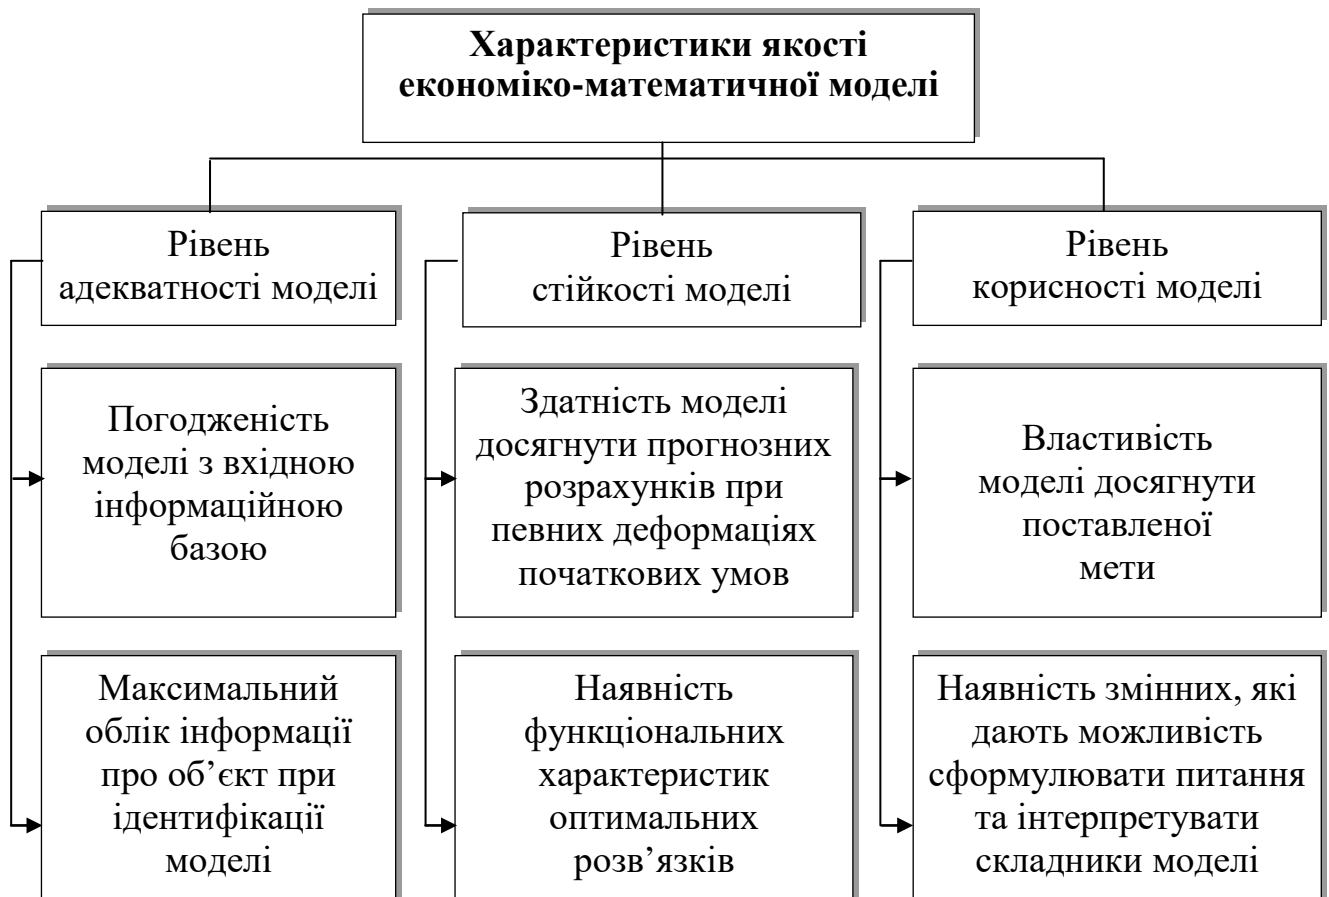 Характеристики якості
економіко-математичної моделі
Рівень
адекватності моделі
Рівень
стійкості моделі
Рівень
корисності моделі
Погодженість
моделі з вхідною
інформаційною
базою
Здатність моделі
досягнути прогнозних
розрахунків при
певних деформаціях
початкових умов
Властивість
моделі досягнути
поставленої
мети
Максимальний
облік інформації
про об’єкт при
ідентифікації
моделі
Наявність
функціональних
характеристик
оптимальних
розв’язків
Наявність змінних, які
дають можливість
сформулювати питання
та інтерпретувати
складники моделі